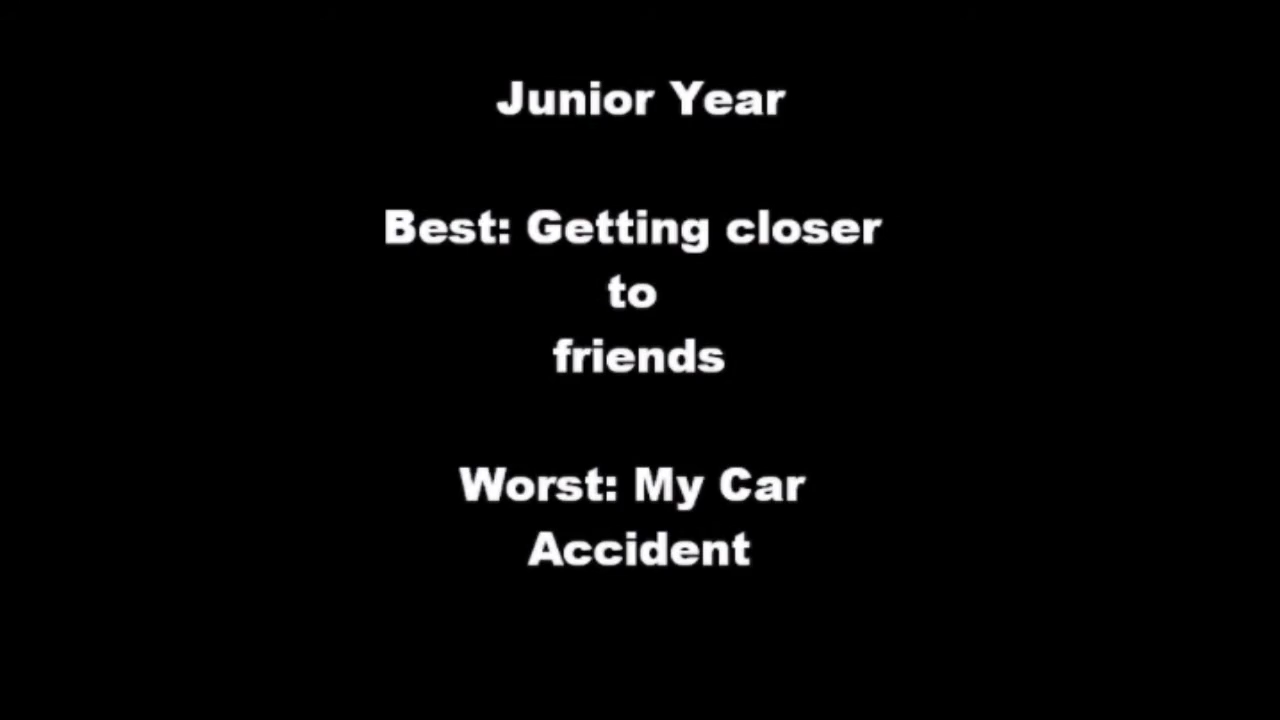 Junior Year
Best: Getting closer
to
friends
Worst: My Car
Accident